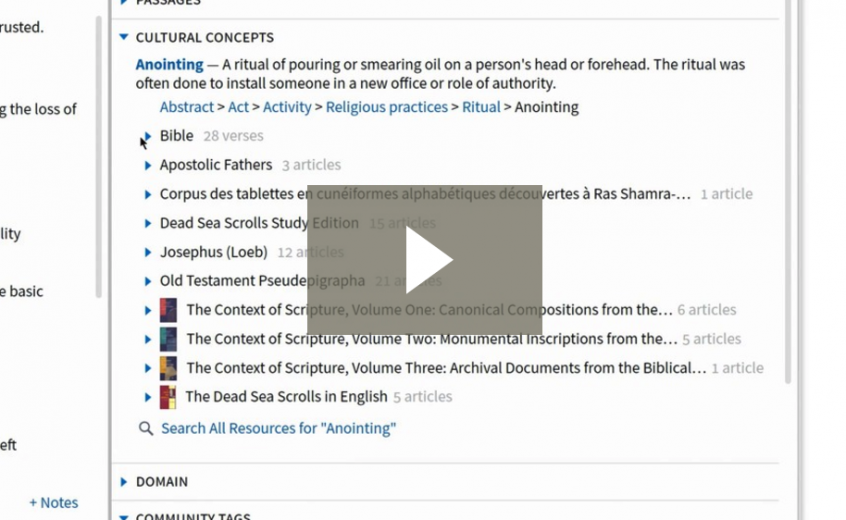 PASSAGES
rusted.
CULTURAL CONCEPTS
Anointing — A ritual of pouring or smearing oil on a person's head or forehead. The ritual was
often done to install someone in a new office or role of authority.
g the loss of
Abstract > Act > Activity > Religious practices > Ritual > Anointing
Bible 28 verses
Apostolic Fathers 3 articles
Corpus des tablettes en cunéiformes alphabétiques découvertes à Ras Shamra-… 1 article
Dead Sea Scrolls Study Edition 15 articles
lity
Josephus (Loeb) 12 articles
Old Testament Pseudepigrapha 21 articles
e basic
The Context of Scripture, Volume One: Canonical Compositions from the… 6 articles
The Context of Scripture, Volume Two: Monumental Inscriptions from the… 5 articles
The Context of Scripture, Volume Three: Archival Documents from the Biblical… 1 article
The Dead Sea Scrolls in English 5 articles
Search All Resources for "Anointing"
eft
DOMAIN
+ Notes
COMMUNITY TAGS